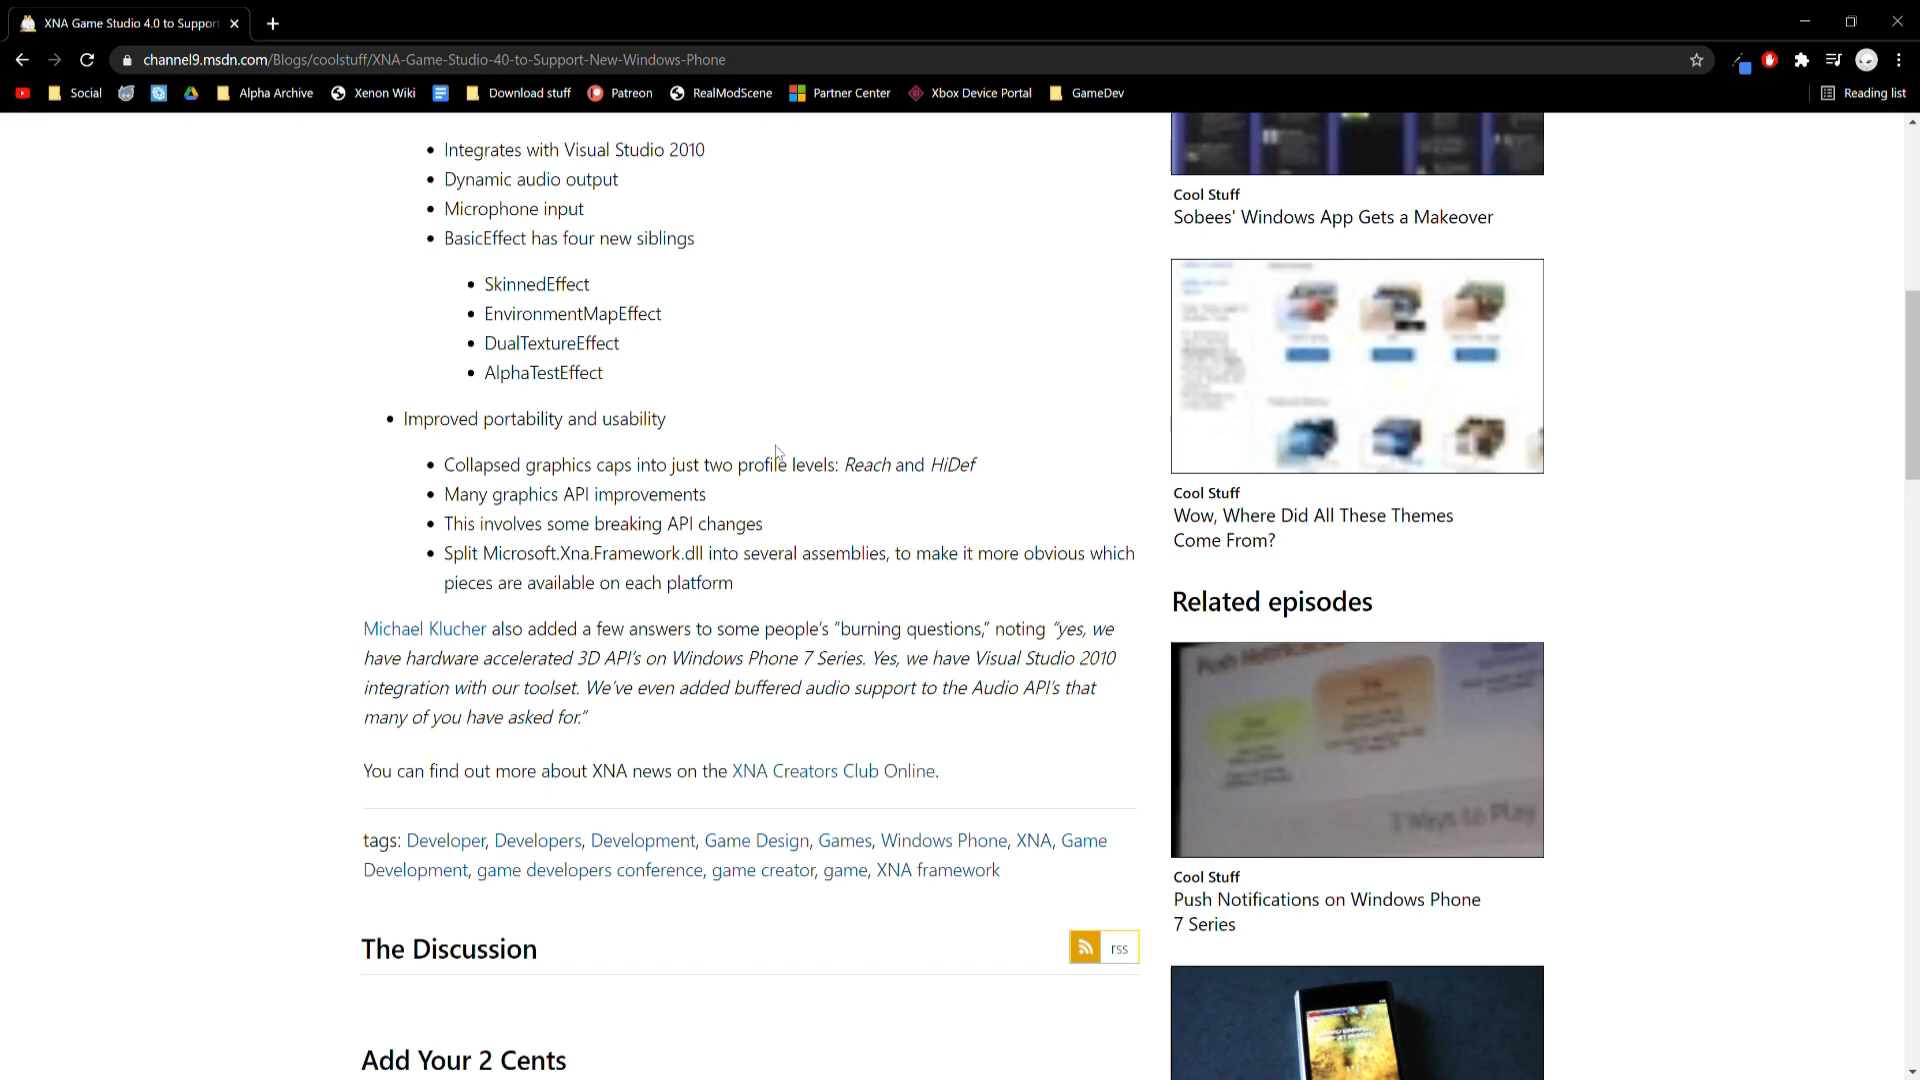 XNA Game Studio 4.0 to Suppor
channel9.msdn.com/Blogs/coolstuff/XNA-Game-Studio-40-to-Support-New-Windows-Phone
Social
Alpha Archive
Xenon Wiki
Download stuff
Patreon
RealModScene
Partner Center
Xbox Device Portal
GameDev
Reading list
Integrates with Visual Studio 2010
Dynamic audio output
Microphone input
BasicEffect has four new siblings
SkinnedEffect
EnvironmentMapEffect
DualTextureEffect
AlphaTestEffect
Improved portability and usability
Collapsed graphics caps into just two profile levels: Reach and HiDef
Many graphics API improvements
This involves some breaking API changes
Split Microsoft.Xna.Framework.dll into several assemblies, to make it more obvious which
pieces are available on each platform
Michael Klucher also added a few answers to some people's "burning questions," noting "yes, we
have hardware accelerated 3D API's on Windows Phone 7 Series. Yes, we have Visual Studio 2010
integration with our toolset. We've even added buffered audio support to the Audio API's that
many of you have asked for."
You can find out more about XNA news on the XNA Creators Club Online.
tags: Developer, Developers, Development, Game Design, Games, Windows Phone, XNA, Game
Development, game developers conference, game creator, game, XNA framework
The Discussion
rss
Add Your 2 Cents
Cool Stuff
Sobees' Windows App Gets a Makeover
Cool Stuff
Wow, Where Did All These Themes
Come From?
Related episodes
Push Notifi
3 Ways to Play
Cool Stuff
Push Notifications on Windows Phone
7 Series